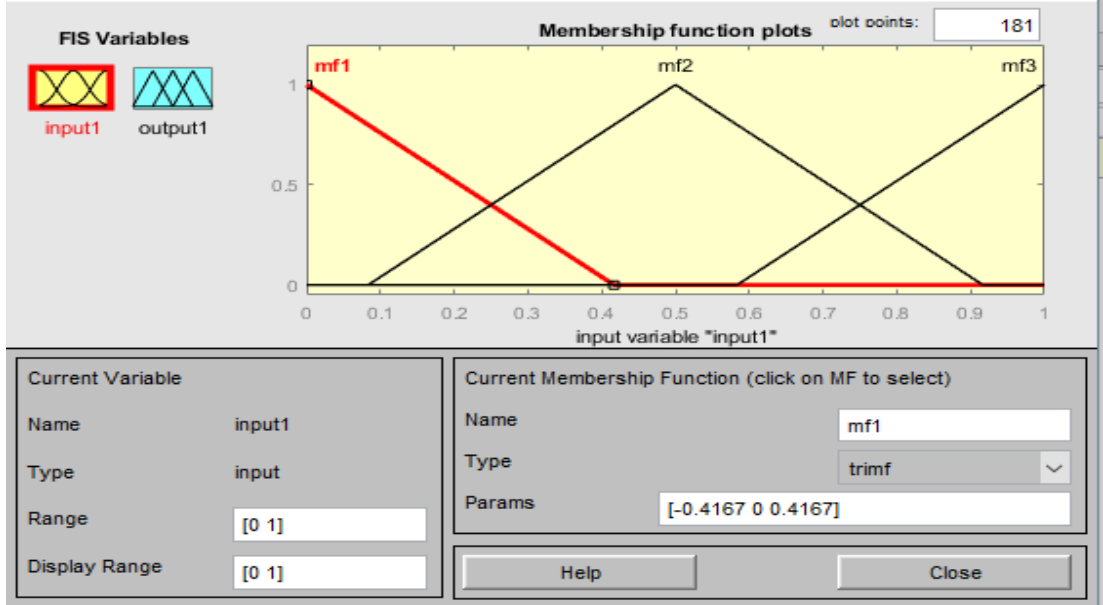 FIS Variables
Membership function plots
plot points:
181
input1
output1
mf1
mf2
mf3
1
0.5
0
0
0.1
0.2
0.3
0.4
0.5
0.6
0.7
0.8
0.9
1
input variable "input1"
Current Variable
Name
input1
Type
input
Range
[0 1]
Display Range
[0 1]
Current Membership Function (click on MF to select)
Name
mf1
Type
trimf
Params
[-0.4167 0 0.4167]
Help
Close